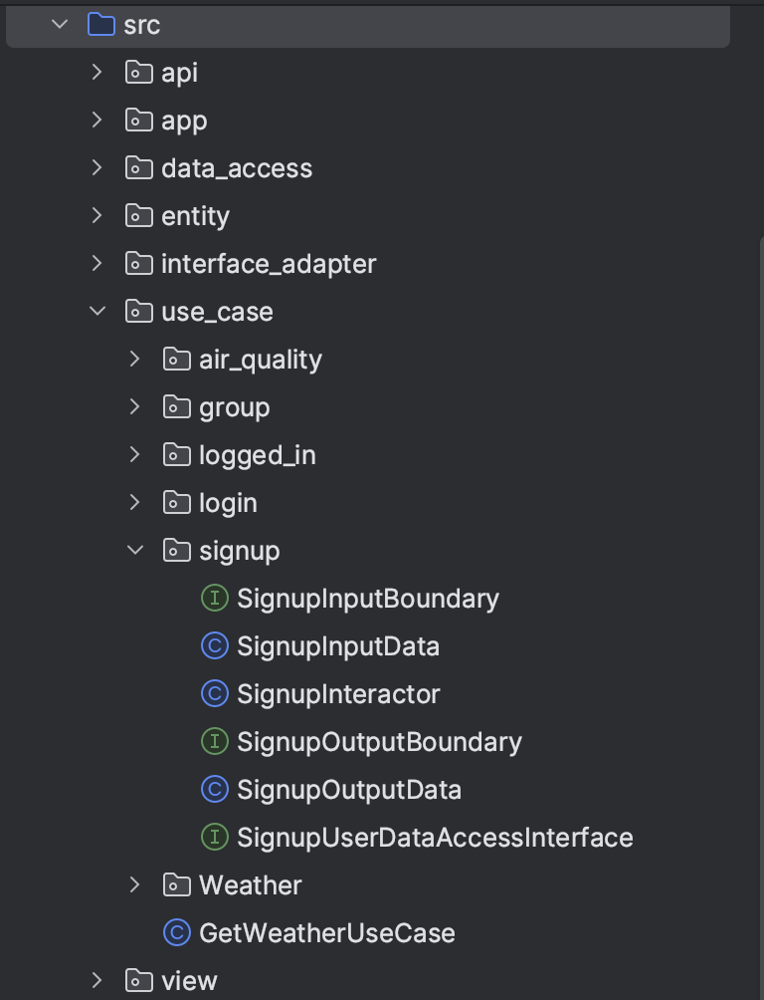 src
api
app
data_access
entity
interface_adapter
use_case
air_quality
group
logged_in
login
signup
I SignupInputBoundary
C SignupInputData
C SignupInteractor
I SignupOutputBoundary
C SignupOutputData
I SignupUserDataAccessInterface
Weather
C GetWeatherUseCase
view